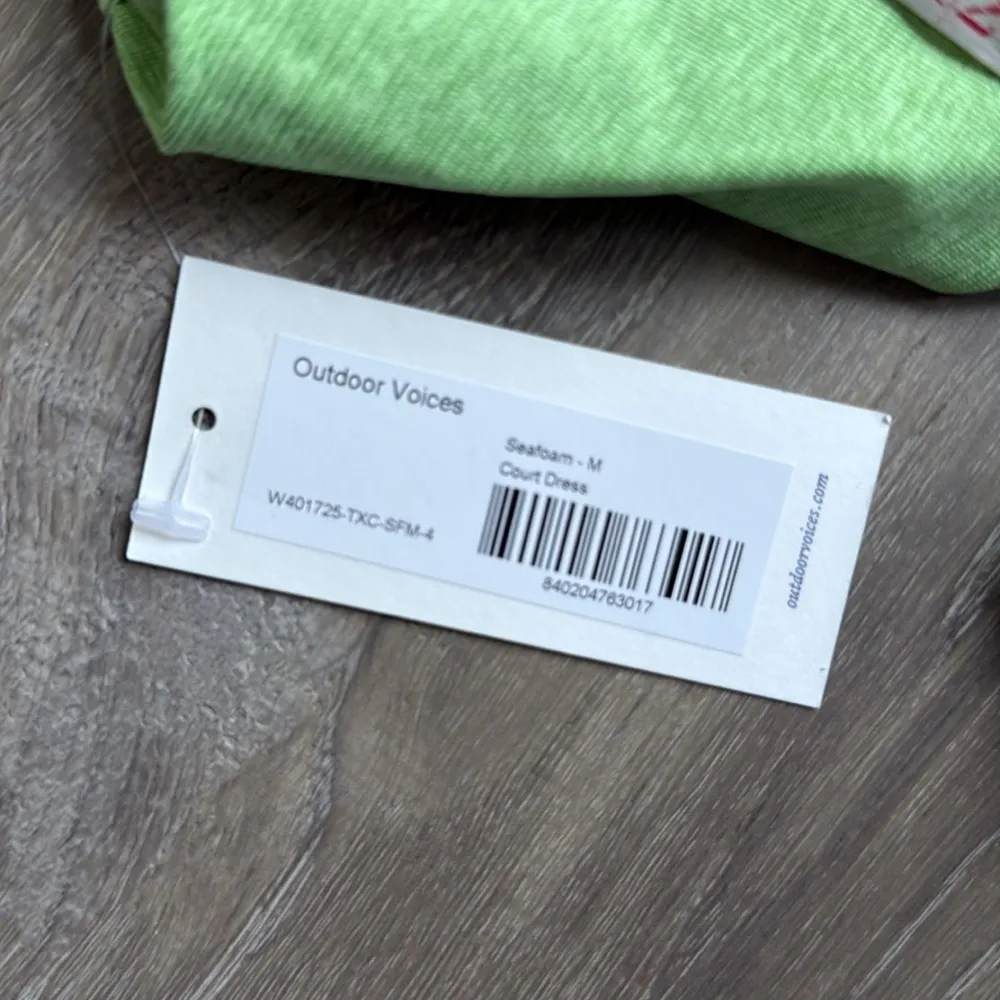 Outdoor Voices
Seafoam - M
Court Dress
W401725-TXC-SFM-4
840204763017
outdoorvoices.com